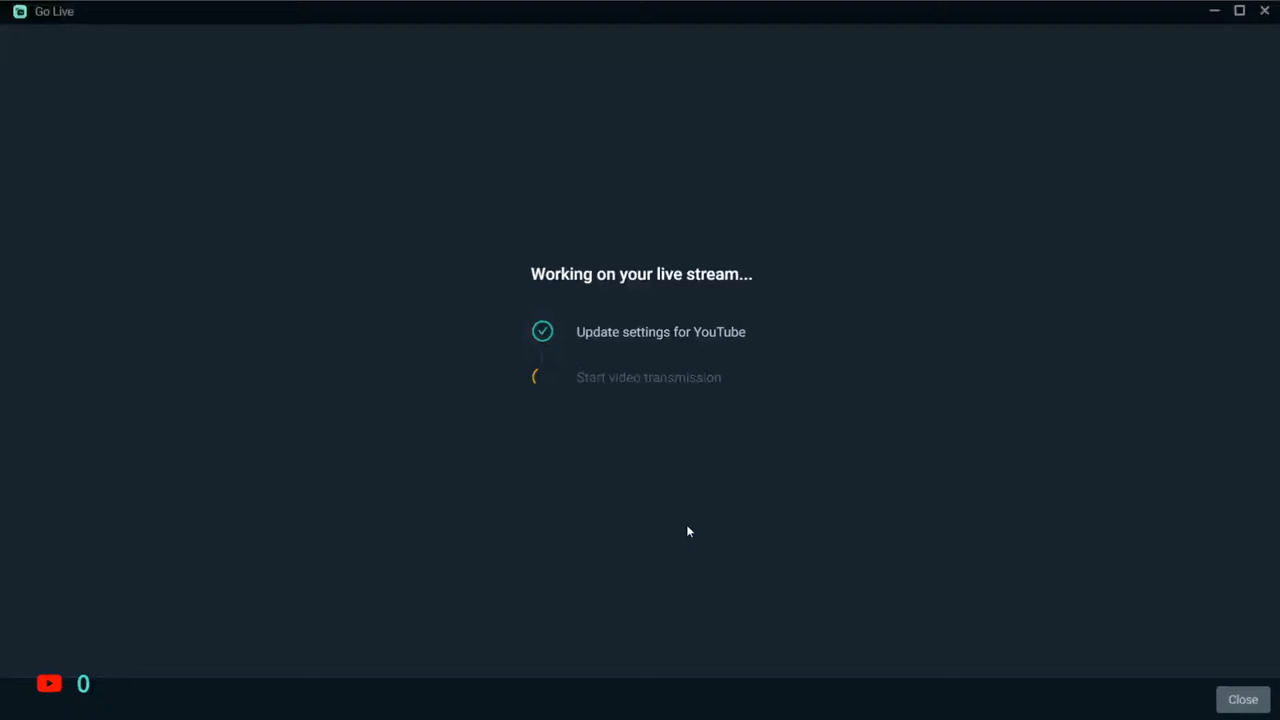 Go Live
Working on your live stream...
Update settings for YouTube
Start video transmission
0
Close